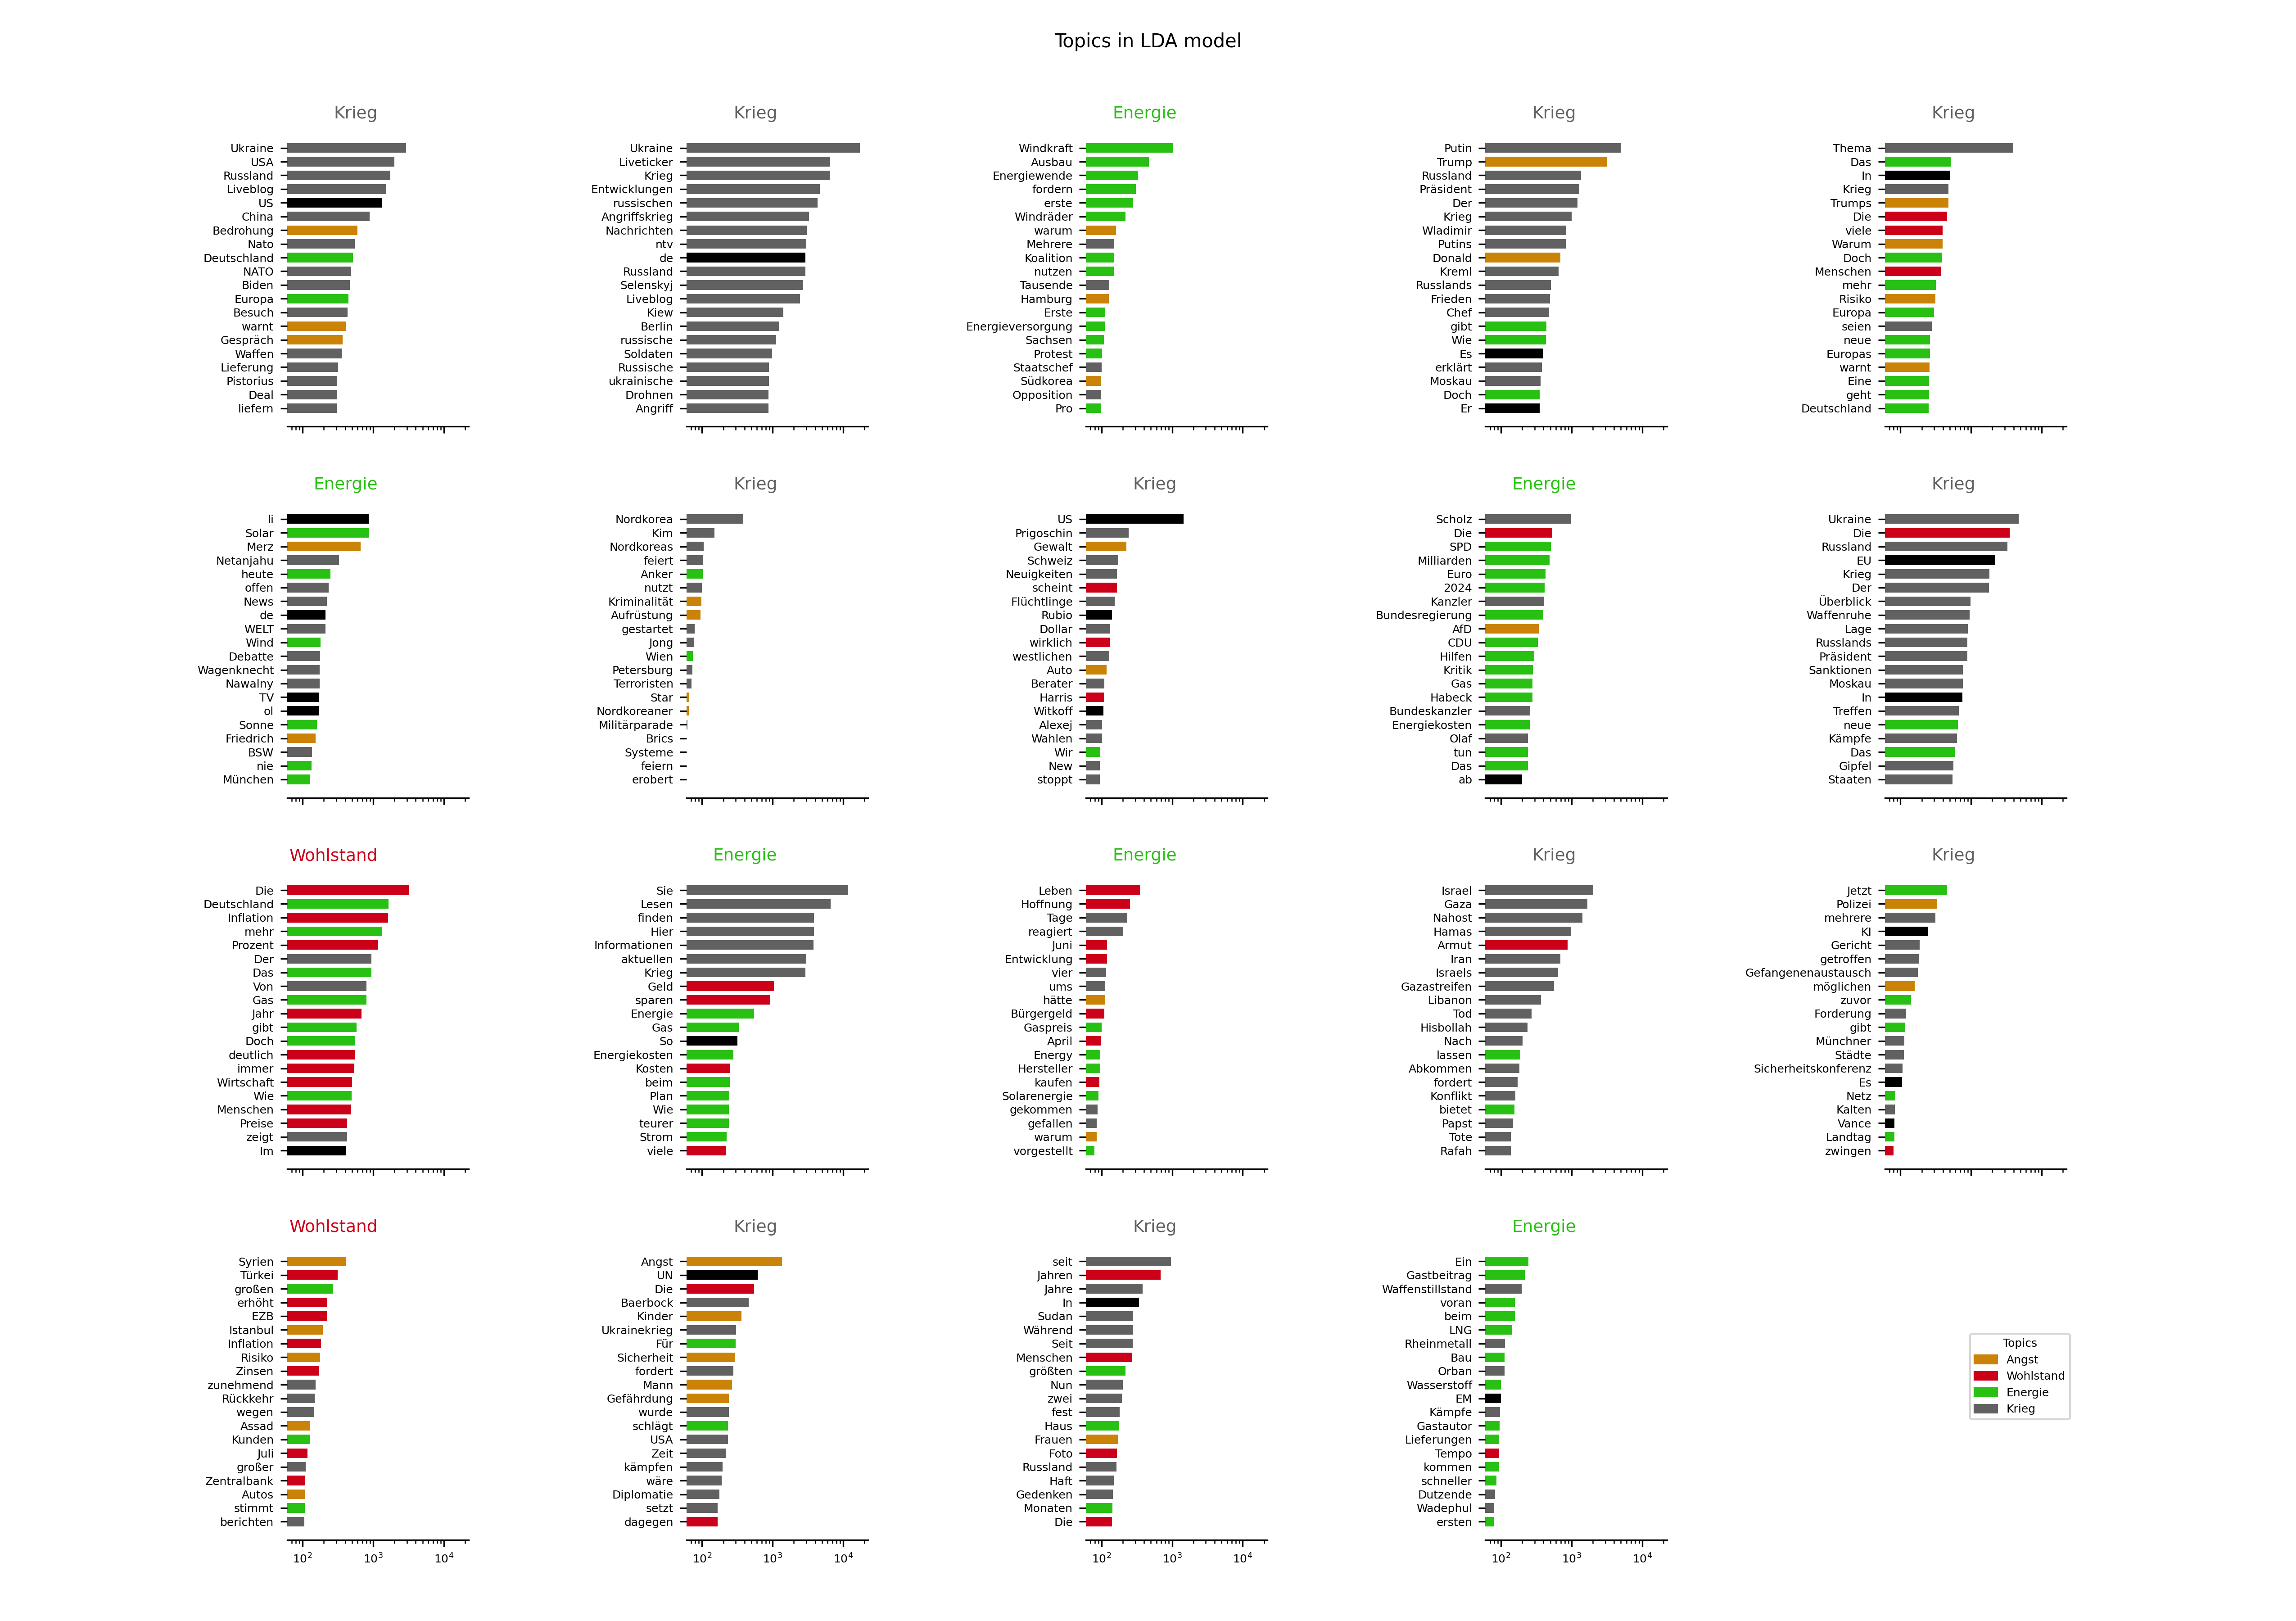 Topics in LDA model
Krieg
Ukraine
USA
Russland
Liveblog
US
China
Bedrohung
Nato
Deutschland
NATO
Biden
Europa
Besuch
warnt
Gespräch
Waffen
Lieferung
Pistorius
Deal
liefern
Krieg
Ukraine
Liveticker
Krieg
Entwicklungen
russischen
Angriffskrieg
Nachrichten
ntv
de
Russland
Selenskyj
Liveblog
Kiew
Berlin
russische
Soldaten
Russische
ukrainische
Drohnen
Angriff
Energie
Windkraft
Ausbau
Energiewende
fordern
erste
Windräder
warum
Mehrere
Koalition
nutzen
Tausende
Hamburg
Erste
Energieversorgung
Sachsen
Protest
Staatschef
Südkorea
Opposition
Pro
Krieg
Putin
Trump
Russland
Präsident
Der
Krieg
Wladimir
Putins
Donald
Kreml
Russlands
Frieden
Chef
gibt
Wie
Es
erklärt
Moskau
Doch
Er
Krieg
Thema
Das
In
Krieg
Trumps
Die
viele
Warum
Doch
Menschen
mehr
Risiko
Europa
seien
neue
Europas
warnt
Eine
geht
Deutschland
Energie
li
Solar
Merz
Netanjahu
heute
offen
News
de
WELT
Wind
Debatte
Wagenknecht
Nawalny
TV
ol
Sonne
Friedrich
BSW
nie
München
Krieg
Nordkorea
Kim
Nordkoreas
feiert
Anker
nutzt
Kriminalität
Aufrüstung
gestartet
Jong
Wien
Petersburg
Terroristen
Star
Nordkoreaner
Militärparade
Brics
Systeme
feiern
erobert
Krieg
US
Prigoschin
Gewalt
Schweiz
Neuigkeiten
scheint
Flüchtlinge
Rubio
Dollar
wirklich
westlichen
Auto
Berater
Harris
Witkoff
Alexej
Wahlen
Wir
New
stoppt
Energie
Scholz
Die
SPD
Milliarden
Euro
2024
Kanzler
Bundesregierung
AfD
CDU
Hilfen
Kritik
Gas
Habeck
Bundeskanzler
Energiekosten
Olaf
tun
Das
ab
Krieg
Ukraine
Die
Russland
EU
Krieg
Der
Überblick
Waffenruhe
Lage
Russlands
Präsident
Sanktionen
Moskau
In
Treffen
neue
Kämpfe
Das
Gipfel
Staaten
Wohlstand
Die
Deutschland
Inflation
mehr
Prozent
Der
Das
Von
Gas
Jahr
gibt
Doch
deutlich
immer
Wirtschaft
Wie
Menschen
Preise
zeigt
Im
Energie
Sie
Lesen
finden
Hier
Informationen
aktuellen
Krieg
Geld
sparen
Energie
Gas
So
Energiekosten
Kosten
beim
Plan
Wie
teurer
Strom
viele
Energie
Leben
Hoffnung
Tage
reagiert
Juni
Entwicklung
vier
ums
hätte
Bürgergeld
Gaspreis
April
Energy
Hersteller
kaufen
Solarenergie
gekommen
gefallen
warum
vorgestellt
Krieg
Israel
Gaza
Nahost
Hamas
Armut
Iran
Israels
Gazastreifen
Libanon
Tod
Hisbollah
Nach
lassen
Abkommen
fordert
Konflikt
bietet
Papst
Tote
Rafah
Krieg
Jetzt
Polizei
mehrere
KI
Gericht
getroffen
Gefangenenaustausch
möglichen
zuvor
Forderung
gibt
Münchner
Städte
Sicherheitskonferenz
Es
Netz
Kalten
Vance
Landtag
zwingen
Wohlstand
Syrien
Türkei
großen
erhöht
EZB
Istanbul
Inflation
Risiko
Zinsen
zunehmend
Rückkehr
wegen
Assad
Kunden
Juli
großer
Zentralbank
Autos
stimmt
berichten
10² 10³ 10⁴
Krieg
Angst
UN
Die
Baerbock
Kinder
Ukrainekrieg
Für
Sicherheit
fordert
Mann
Gefährdung
wurde
schlägt
USA
Zeit
kämpfen
wäre
Diplomatie
setzt
dagegen
10² 10³ 10⁴
Krieg
seit
Jahren
Jahre
In
Sudan
Während
Seit
Menschen
größten
Nun
zwei
fest
Haus
Frauen
Foto
Russland
Haft
Gedenken
Monaten
Die
10² 10³ 10⁴
Energie
Ein
Gastbeitrag
Waffenstillstand
voran
beim
LNG
Rheinmetall
Bau
Orban
Wasserstoff
EM
Kämpfe
Gastautor
Lieferungen
Tempo
kommen
schneller
Dutzende
Wadephul
ersten
10² 10³ 10⁴
Topics
Angst
Wohlstand
Energie
Krieg